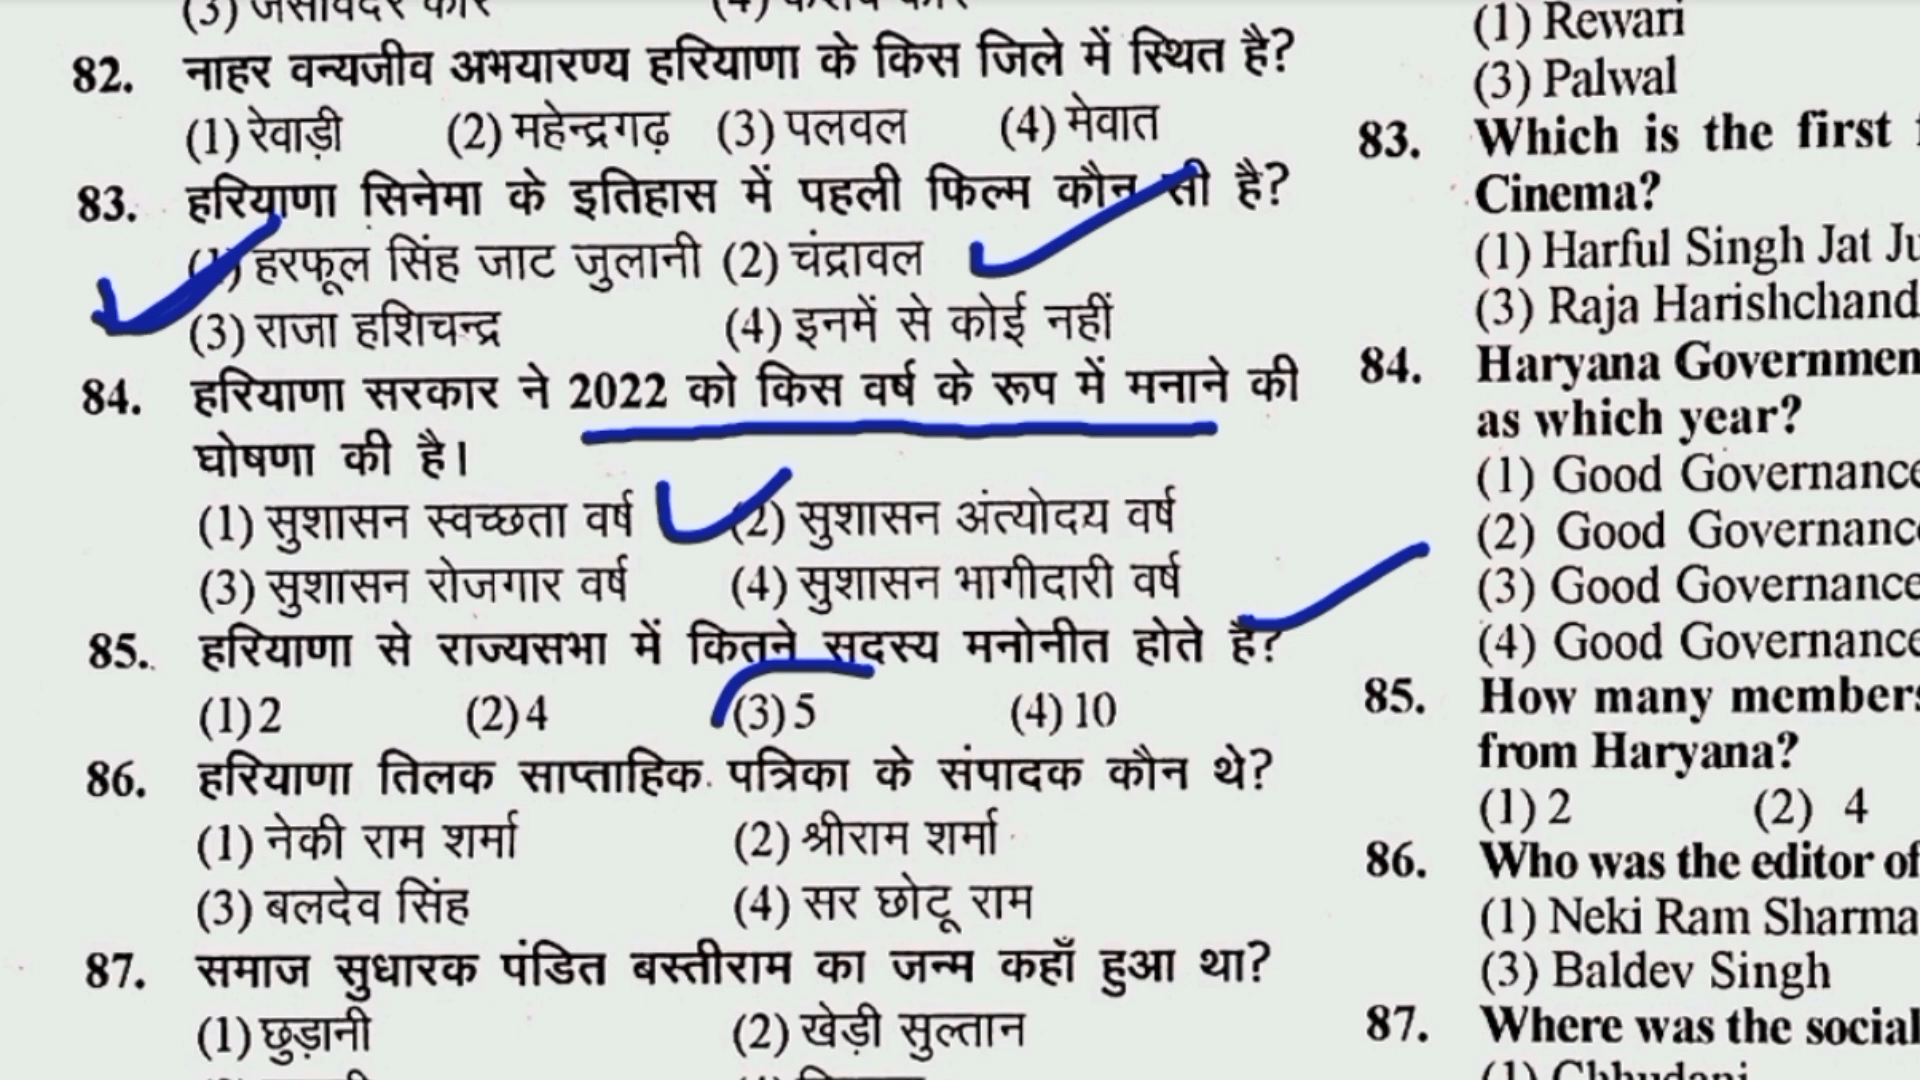 82. नाहर वन्यजीव अभयारण्य हरियाणा के किस जिले में स्थित है?
(1) रेवाड़ी (2) महेन्द्रगढ़ (3) पलवल (4) मेवात
83. हरियाणा सिनेमा के इतिहास में पहली फिल्म कौन सी है?
(1) हरफूल सिंह जाट जुलानी (2) चंद्रावल
(3) राजा हशिचन्द्र (4) इनमें से कोई नहीं
84. हरियाणा सरकार ने 2022 को किस वर्ष के रूप में मनाने की
घोषणा की है।
(1) सुशासन स्वच्छता वर्ष (2) सुशासन अंत्योदय वर्ष
(3) सुशासन रोजगार वर्ष (4) सुशासन भागीदारी वर्ष
85. हरियाणा से राज्यसभा में कितने सदस्य मनोनीत होते है?
(1) 2 (2) 4 (3) 5 (4) 10
86. हरियाणा तिलक साप्ताहिक पत्रिका के संपादक कौन थे?
(1) नेकी राम शर्मा (2) श्रीराम शर्मा
(3) बलदेव सिंह (4) सर छोटू राम
87. समाज सुधारक पंडित बस्तीराम का जन्म कहाँ हुआ था?
(1) छुड़ानी (2) खेड़ी सुल्तान
(1) Rewari
(3) Palwal
83. Which is the first
Cinema?
(1) Harful Singh Jat Ju
(3) Raja Harishchand
84. Haryana Governmen
as which year?
(1) Good Governance
(2) Good Governanc
(3) Good Governance
(4) Good Governance
85. How many members
from Haryana?
(1) 2 (2) 4
86. Who was the editor of
(1) Neki Ram Sharma
(3) Baldev Singh
87. Where was the social
(1) Chhudani